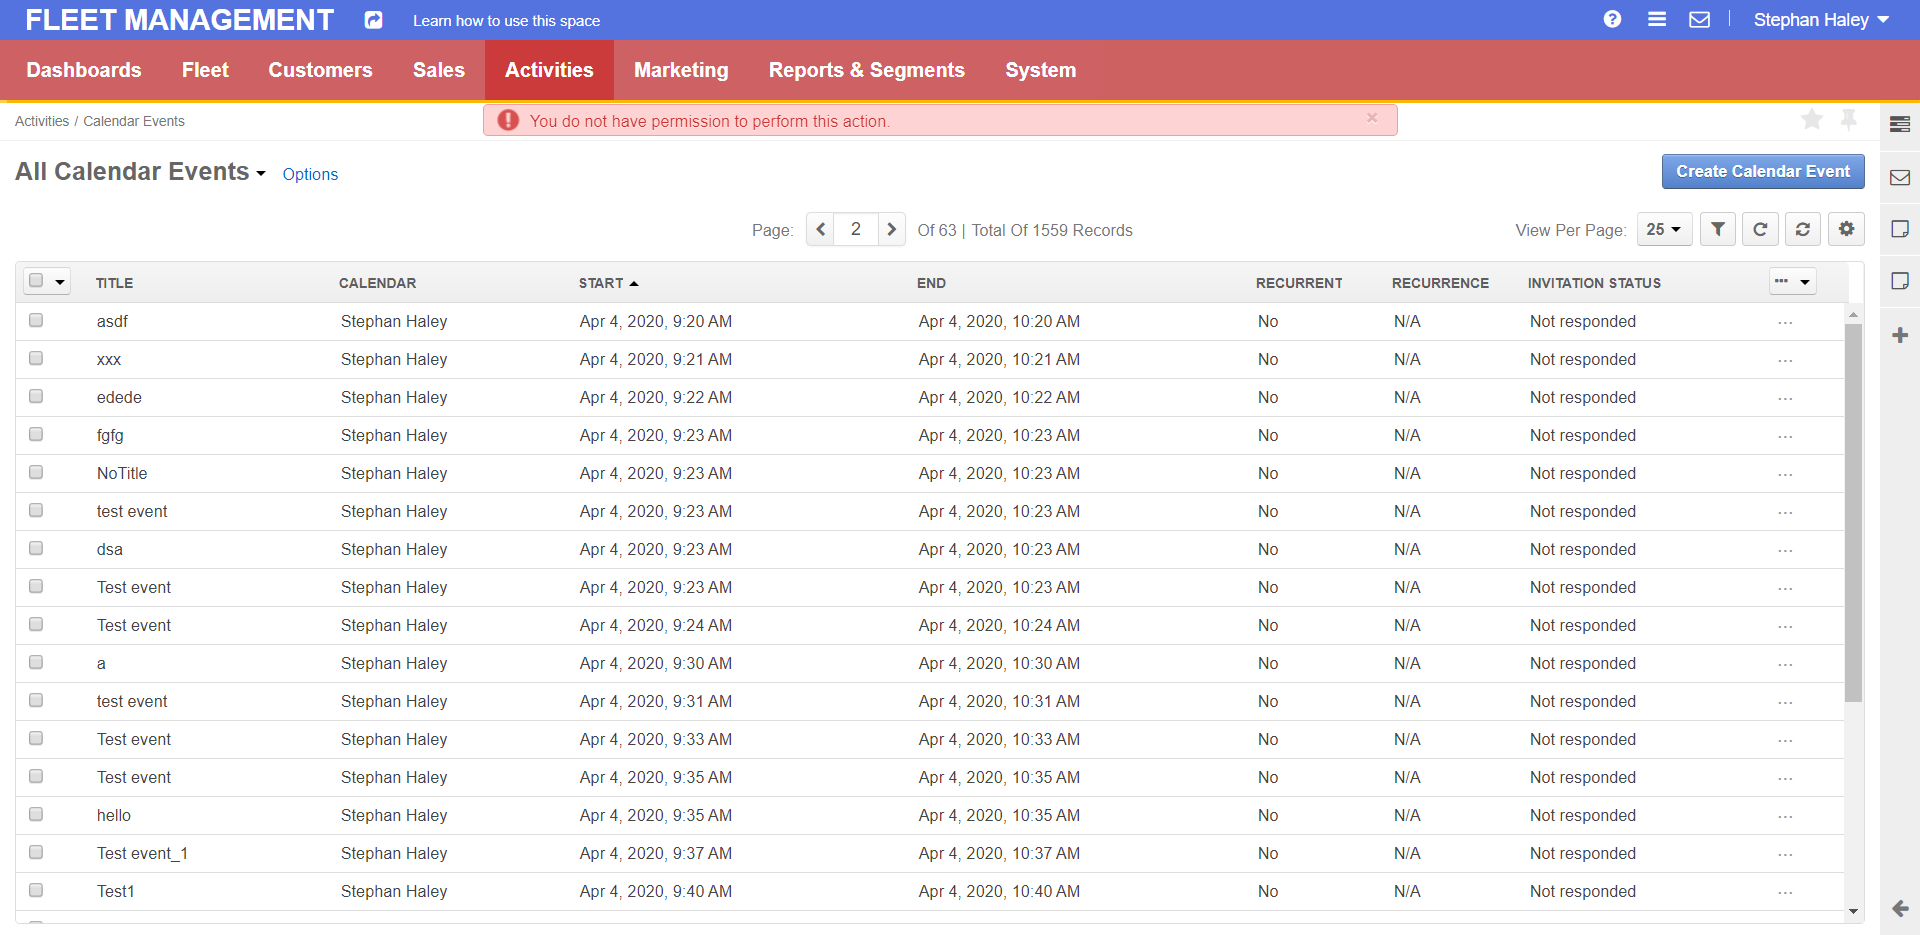 FLEET MANAGEMENT Learn how to use this space Stephan Haley
Dashboards Fleet Customers Sales Activities Marketing Reports & Segments System
Activities / Calendar Events You do not have permission to perform this action. ×
All Calendar Events Options Create Calendar Event
Page: 2 Of 63 | Total Of 1559 Records View Per Page: 25
TITLE CALENDAR START END RECURRENT RECURRENCE INVITATION STATUS
asdf Stephan Haley Apr 4, 2020, 9:20 AM Apr 4, 2020, 10:20 AM No N/A Not responded ...
xxx Stephan Haley Apr 4, 2020, 9:21 AM Apr 4, 2020, 10:21 AM No N/A Not responded ...
edede Stephan Haley Apr 4, 2020, 9:22 AM Apr 4, 2020, 10:22 AM No N/A Not responded ...
fgfg Stephan Haley Apr 4, 2020, 9:23 AM Apr 4, 2020, 10:23 AM No N/A Not responded ...
NoTitle Stephan Haley Apr 4, 2020, 9:23 AM Apr 4, 2020, 10:23 AM No N/A Not responded ...
test event Stephan Haley Apr 4, 2020, 9:23 AM Apr 4, 2020, 10:23 AM No N/A Not responded ...
dsa Stephan Haley Apr 4, 2020, 9:23 AM Apr 4, 2020, 10:23 AM No N/A Not responded ...
Test event Stephan Haley Apr 4, 2020, 9:23 AM Apr 4, 2020, 10:23 AM No N/A Not responded ...
Test event Stephan Haley Apr 4, 2020, 9:24 AM Apr 4, 2020, 10:24 AM No N/A Not responded ...
a Stephan Haley Apr 4, 2020, 9:30 AM Apr 4, 2020, 10:30 AM No N/A Not responded ...
test event Stephan Haley Apr 4, 2020, 9:31 AM Apr 4, 2020, 10:31 AM No N/A Not responded ...
Test event Stephan Haley Apr 4, 2020, 9:33 AM Apr 4, 2020, 10:33 AM No N/A Not responded ...
Test event Stephan Haley Apr 4, 2020, 9:35 AM Apr 4, 2020, 10:35 AM No N/A Not responded ...
hello Stephan Haley Apr 4, 2020, 9:35 AM Apr 4, 2020, 10:35 AM No N/A Not responded ...
Test event_1 Stephan Haley Apr 4, 2020, 9:37 AM Apr 4, 2020, 10:37 AM No N/A Not responded ...
Test1 Stephan Haley Apr 4, 2020, 9:40 AM Apr 4, 2020, 10:40 AM No N/A Not responded ...